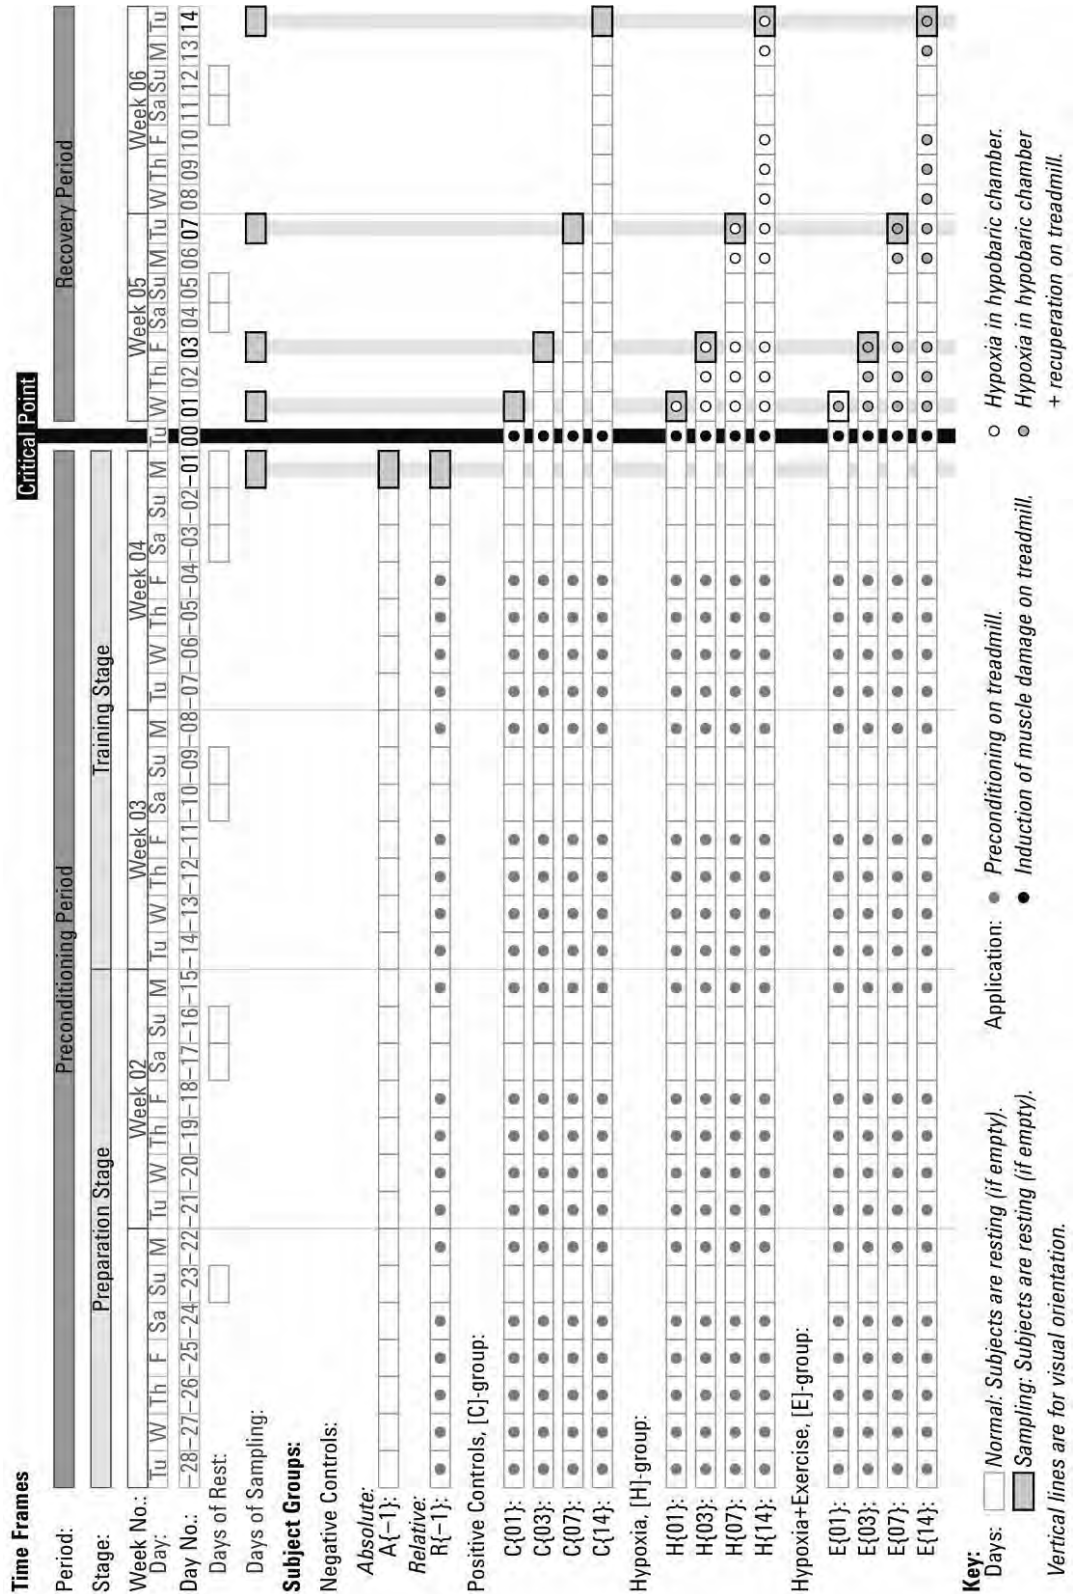 Time Frames
Critical Point
Period: Preconditioning Period Recovery Period
Stage: Preparation Stage Training Stage
Week No.: Week 02 Week 03 Week 04 Week 05 Week 06
Day: Tu W Th F Sa Su M Tu W Th F Sa Su M Tu W Th F Sa Su M Tu W Th F Sa Su M Tu W Th F Sa Su M Tu W Th F Sa Su M Tu
Day No.: −28−27−26−25−24−23−22−21−20−19−18−17−16−15−14−13−12−11−10−09−08−07−06−05−04−03−02−01 00 01 02 03 04 05 06 07 08 09 10 11 12 13 14
Days of Rest:
Days of Sampling:
Subject Groups:
Negative Controls:
Absolute:
A{−1}:
Relative:
R{−1}:
Positive Controls, [C]-group:
C{01}:
C{03}:
C{07}:
C{14}:
Hypoxia, [H]-group:
H{01}:
H{03}:
H{07}:
H{14}:
Hypoxia+Exercise, [E]-group:
E{01}:
E{03}:
E{07}:
E{14}:
Key:
Days: Normal: Subjects are resting (if empty). Application: Preconditioning on treadmill. Hypoxia in hypobaric chamber.
Sampling: Subjects are resting (if empty). Induction of muscle damage on treadmill. Hypoxia in hypobaric chamber
+ recuperation on treadmill.
Vertical lines are for visual orientation.